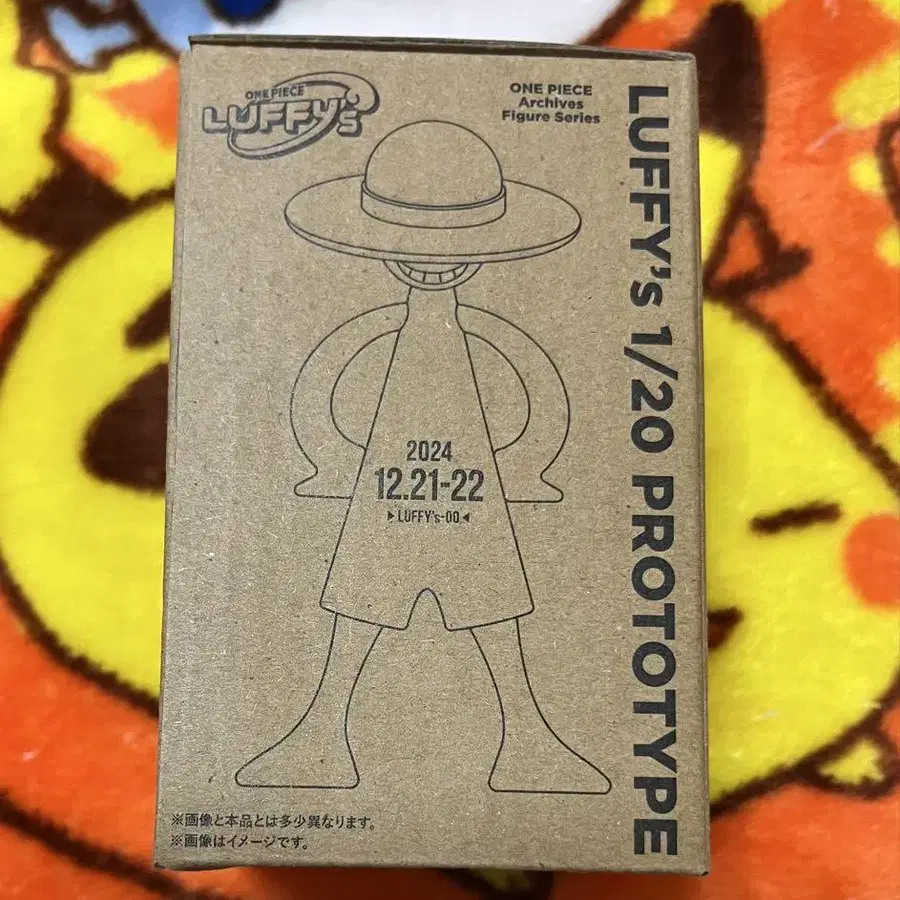 ONE PIECE
LUFFY's
ONE PIECE
Archives
Figure Series
LUFFY's 1/20 PROTOTYPE
2024
12.21-22
▶LUFFY's-00◀
※画像と本品とは多少異なります。
※画像はイメージです。